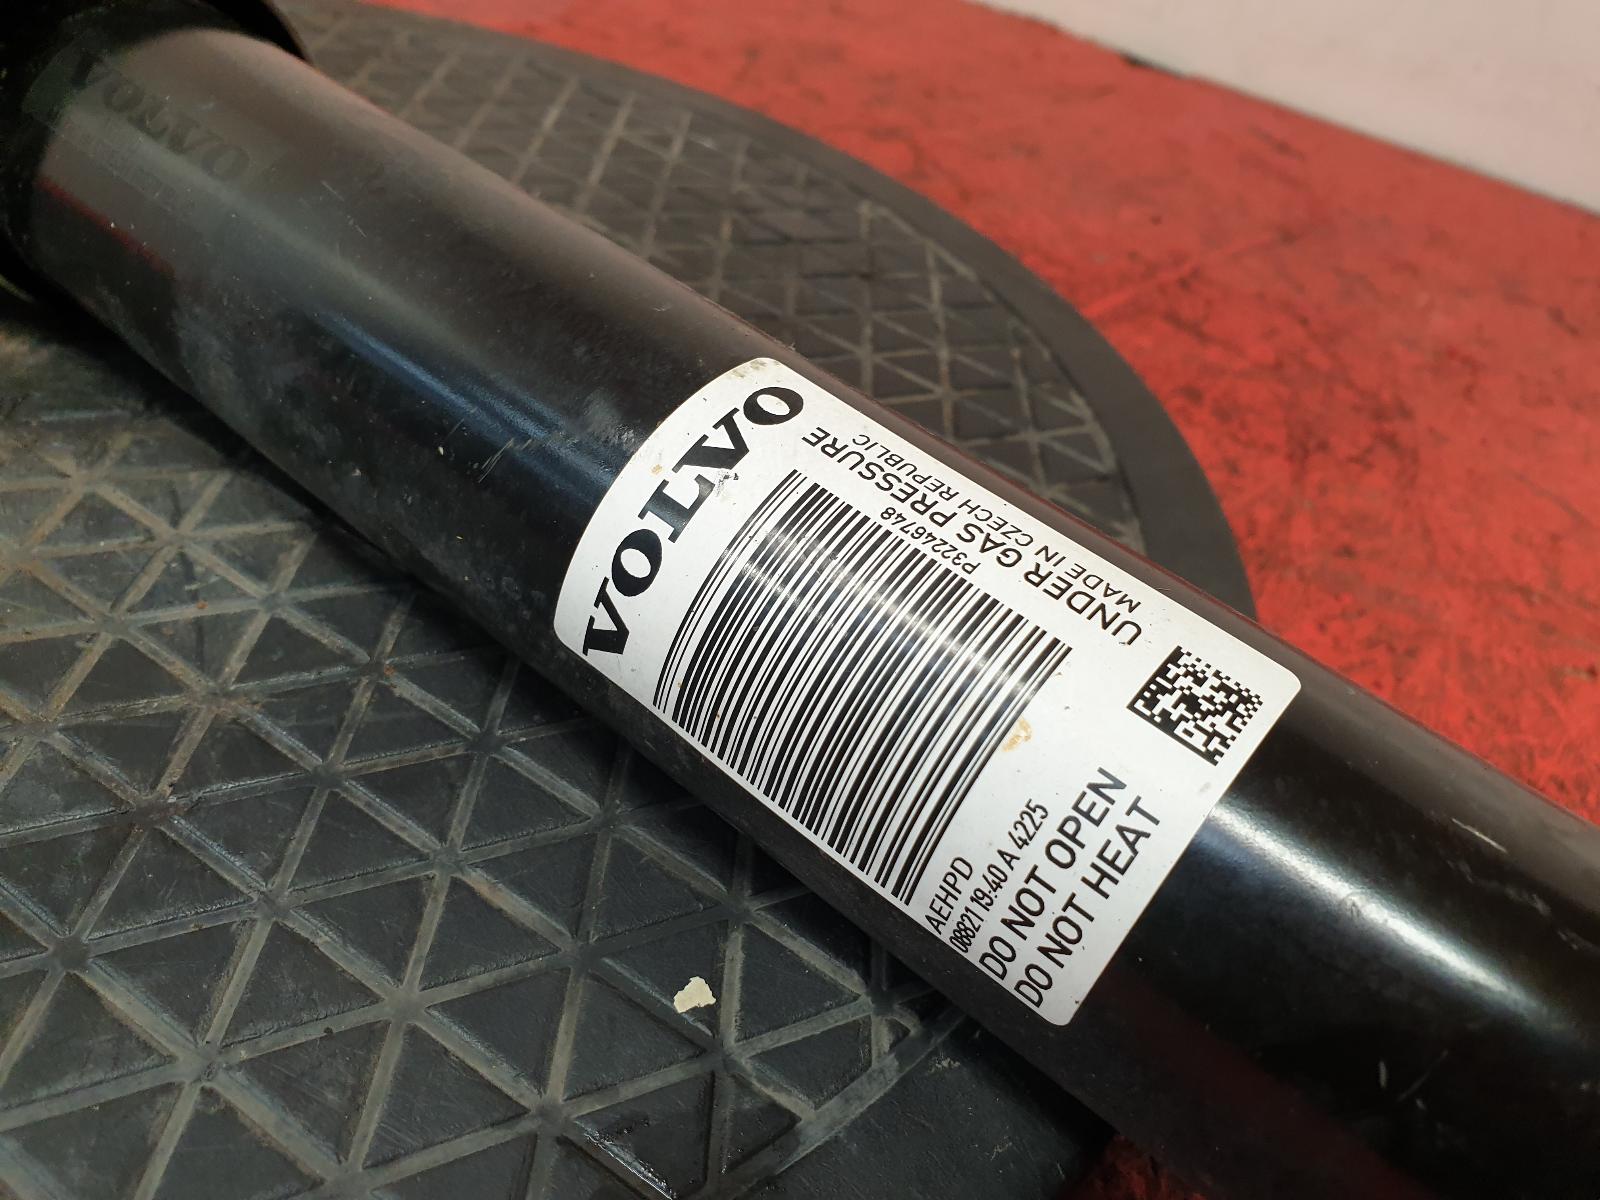 VOLVO
VOLVO
P32246748
UNDER GAS PRESSURE
MADE IN CZECH REPUBLIC
AEHPD
08821 19:40 A 4225
DO NOT OPEN
DO NOT HEAT